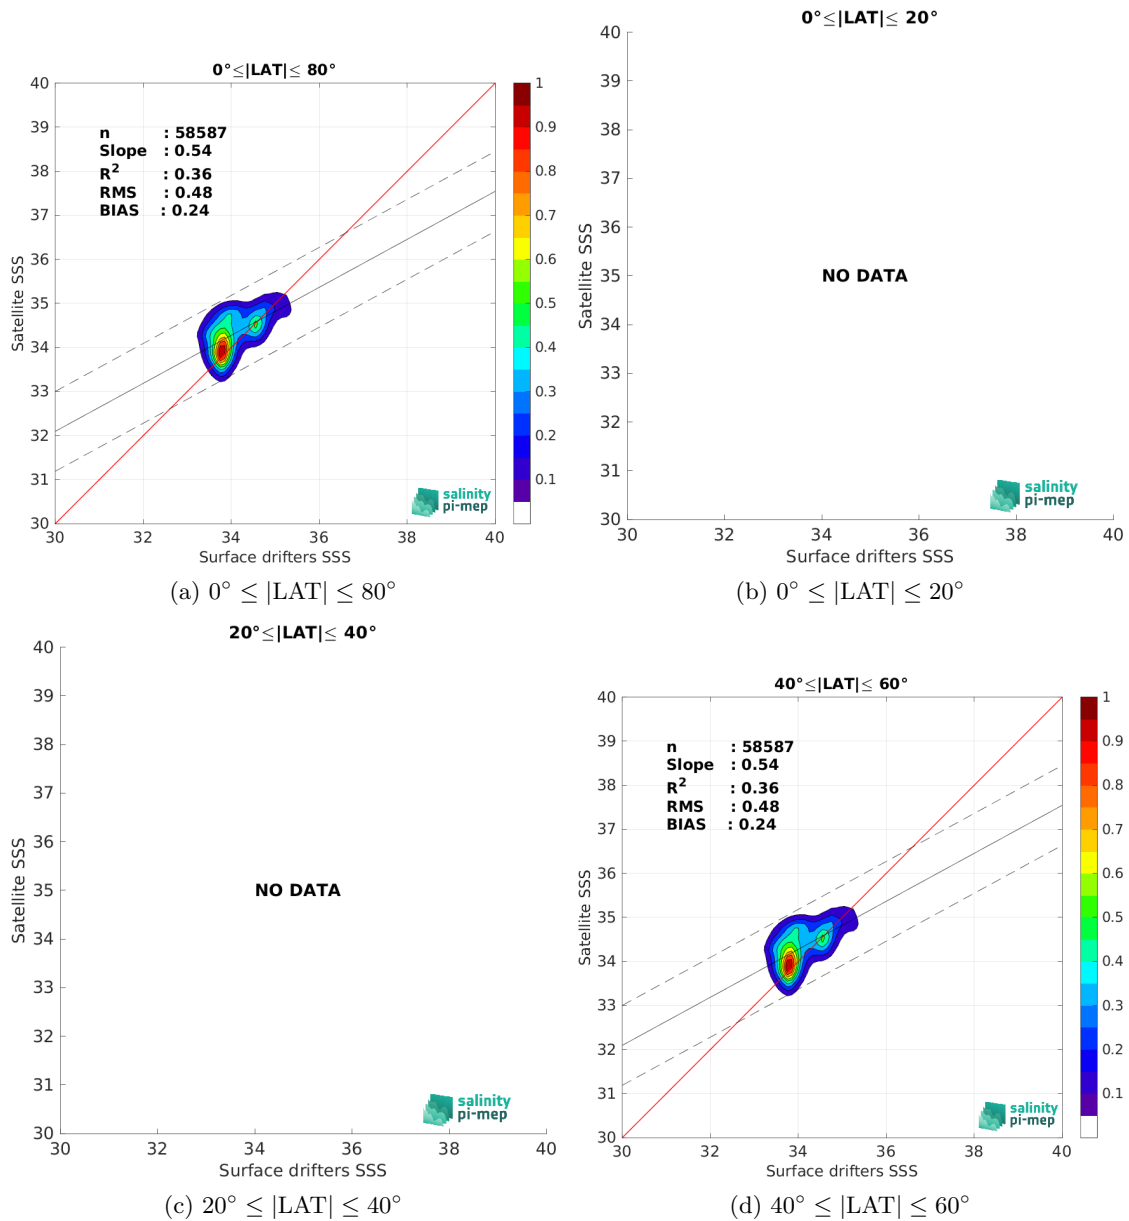 0°≤|LAT|≤ 80°
40
39
38
37
36
35
34
33
32
31
30
Satellite SSS
n : 58587
Slope : 0.54
R² : 0.36
RMS : 0.48
BIAS : 0.24
salinity
pi-mep
30 32 34 36 38 40
Surface drifters SSS
1
0.9
0.8
0.7
0.6
0.5
0.4
0.3
0.2
0.1
(a) 0° ≤ |LAT| ≤ 80°
0°≤|LAT|≤ 20°
40
39
38
37
36
35
34
33
32
31
30
Satellite SSS
NO DATA
salinity
pi-mep
30 32 34 36 38 40
Surface drifters SSS
(b) 0° ≤ |LAT| ≤ 20°
20°≤|LAT|≤ 40°
40
39
38
37
36
35
34
33
32
31
30
Satellite SSS
NO DATA
salinity
pi-mep
30 32 34 36 38 40
Surface drifters SSS
(c) 20° ≤ |LAT| ≤ 40°
40°≤|LAT|≤ 60°
40
39
38
37
36
35
34
33
32
31
30
Satellite SSS
n : 58587
Slope : 0.54
R² : 0.36
RMS : 0.48
BIAS : 0.24
salinity
pi-mep
30 32 34 36 38 40
Surface drifters SSS
1
0.9
0.8
0.7
0.6
0.5
0.4
0.3
0.2
0.1
(d) 40° ≤ |LAT| ≤ 60°